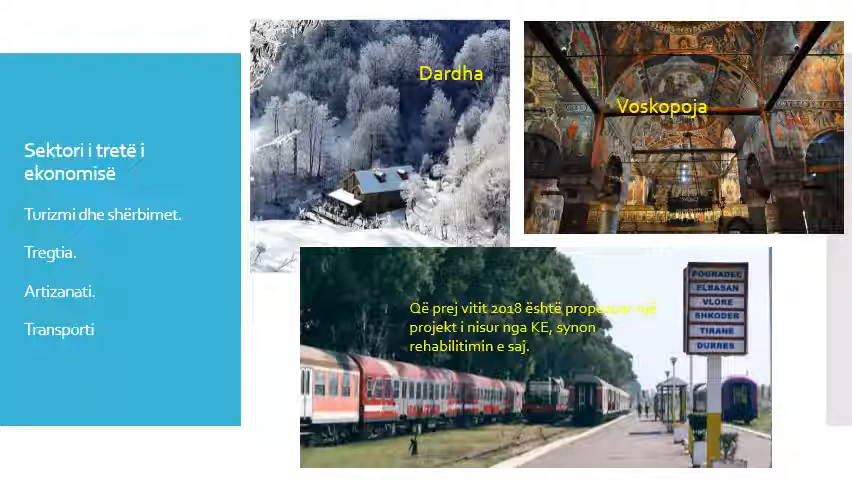 Sektori i tretë i
ekonomisë
Turizmi dhe shërbimet.
Tregtia.
Artizanati.
Transporti
Dardha
Voskopoja
Që prej vitit 2018 është propozuar një
projekt i nisur nga KE, synon
rehabilitimin e saj.
POGRADEC
ELBASAN
VLORE
SHKODER
TIRANE
DURRES